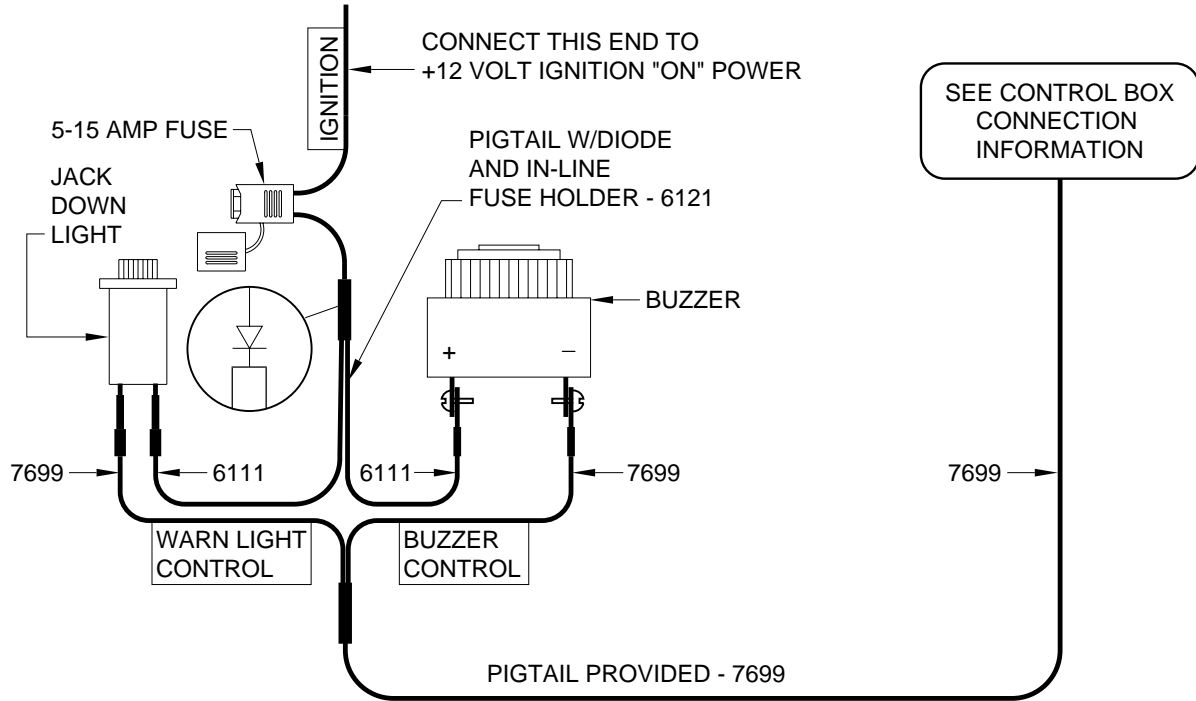 IGNITION
CONNECT THIS END TO
+12 VOLT IGNITION "ON" POWER
SEE CONTROL BOX
CONNECTION
INFORMATION
5-15 AMP FUSE
PIGTAIL W/DIODE
AND IN-LINE
FUSE HOLDER - 6121
JACK
DOWN
LIGHT
BUZZER
+ −
7699
6111
6111
7699
7699
WARN LIGHT
CONTROL
BUZZER
CONTROL
PIGTAIL PROVIDED - 7699